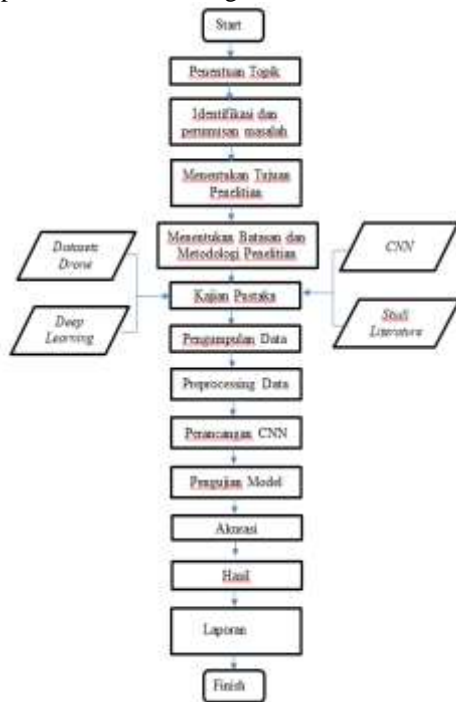 Start
Penentuan Topik
Identifikasi dan
perumusan masalah
Menentukan Tujuan
Penelitian
Menentukan Batasan dan
Metodologi Penelitian
Datasets
Drone
CNN
Kajian Pustaka
Deep
Learning
Studi
Literature
Pengumpulan Data
Preprocessing Data
Perancangan CNN
Pengujian Model
Akurasi
Hasil
Laporan
Finish